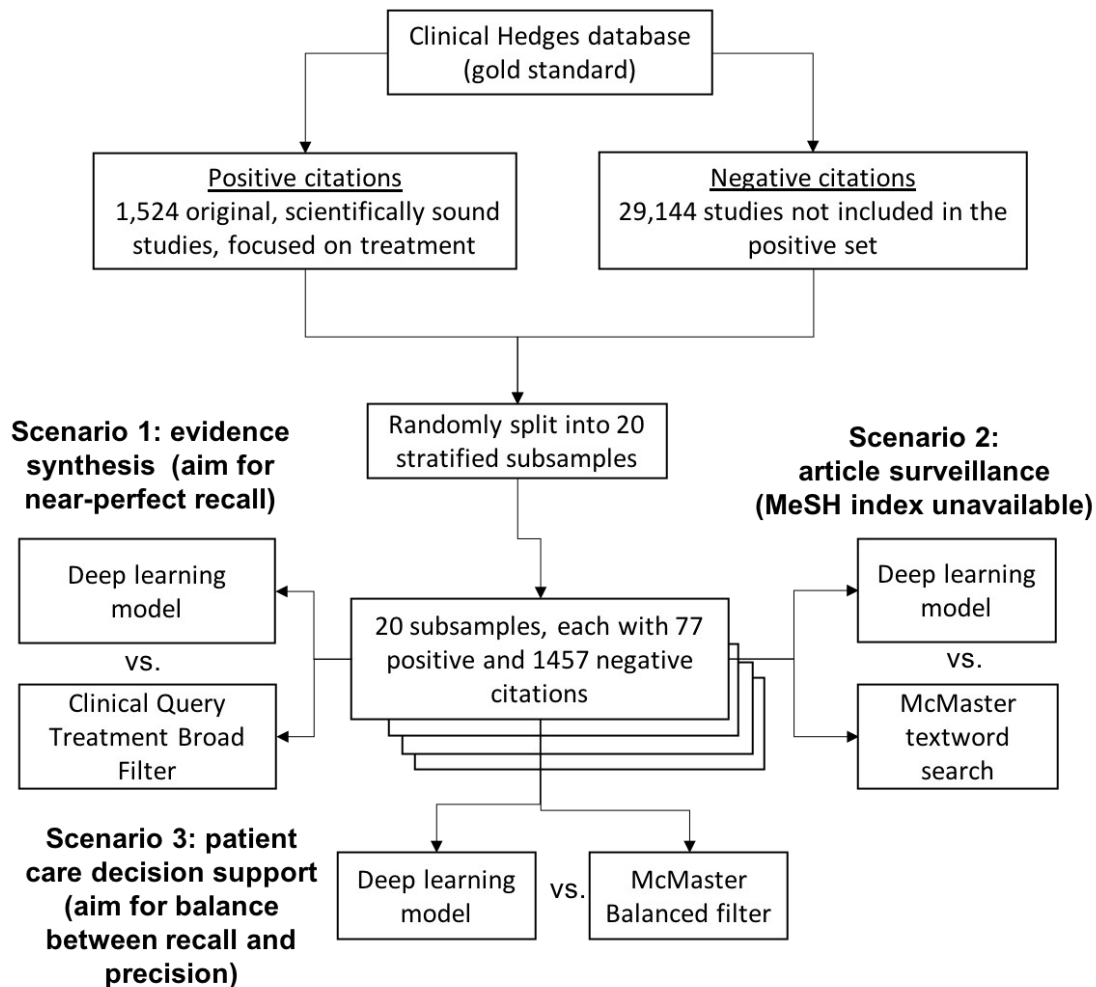 Clinical Hedges database
(gold standard)
Positive citations
1,524 original, scientifically sound
studies, focused on treatment
Negative citations
29,144 studies not included in the
positive set
Randomly split into 20
stratified subsamples
Scenario 1: evidence
synthesis (aim for
near-perfect recall)
Scenario 2:
article surveillance
(MeSH index unavailable)
Deep learning
model
vs.
Clinical Query
Treatment Broad
Filter
20 subsamples, each with 77
positive and 1457 negative
citations
Deep learning
model
vs.
McMaster
textword
search
Scenario 3: patient
care decision support
(aim for balance
between recall and
precision)
Deep learning
model
vs.
McMaster
Balanced filter